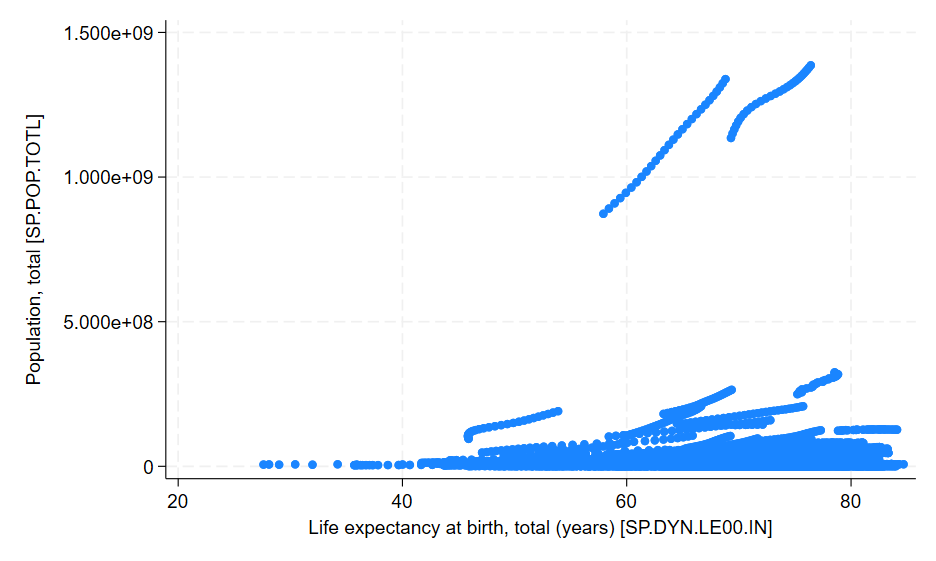 1.500e+09
1.000e+09
5.000e+08
0
Population, total [SP.POP.TOTL]
20 40 60 80
Life expectancy at birth, total (years) [SP.DYN.LE00.IN]